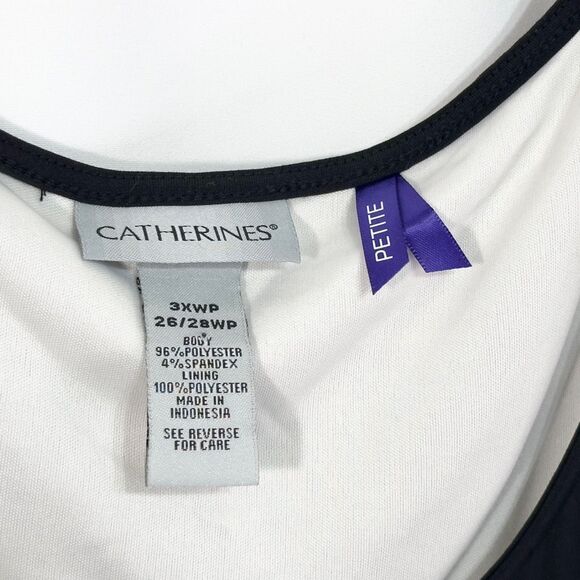 CATHERINES®
PETITE
3XWP
26/28WP
BODY
96%POLYESTER
4%SPANDEX
LINING
100%POLYESTER
MADE IN
INDONESIA
SEE REVERSE
FOR CARE